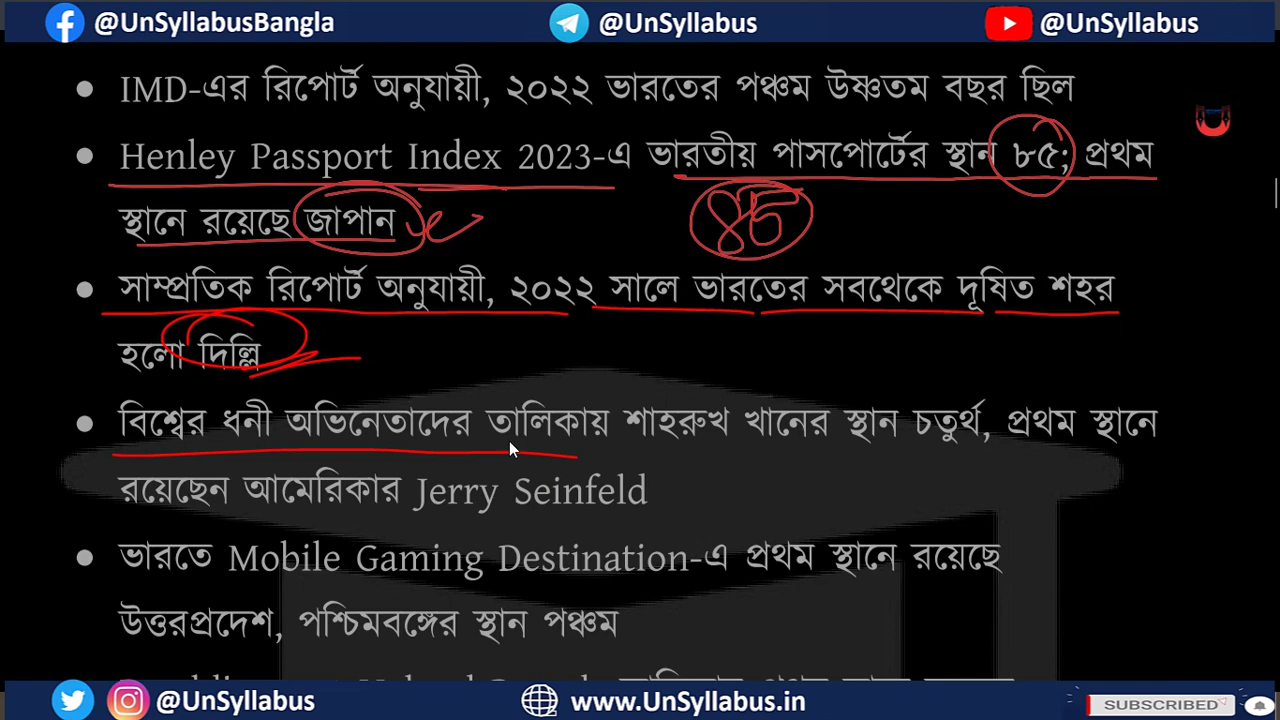 @UnSyllabusBangla @UnSyllabus @UnSyllabus
IMD-এর রিপোর্ট অনুযায়ী, ২০২২ ভারতের পঞ্চম উষ্ণতম বছর ছিল
Henley Passport Index 2023-এ ভারতীয় পাসপোর্টের স্থান ৮৫; প্রথম
স্থানে রয়েছে জাপান
85
সাম্প্রতিক রিপোর্ট অনুযায়ী, ২০২২ সালে ভারতের সবথেকে দূষিত শহর
হলো দিল্লি
বিশ্বের ধনী অভিনেতাদের তালিকায় শাহরুখ খানের স্থান চতুর্থ, প্রথম স্থানে
রয়েছেন আমেরিকার Jerry Seinfeld
ভারতে Mobile Gaming Destination-এ প্রথম স্থানে রয়েছে
উত্তরপ্রদেশ, পশ্চিমবঙ্গের স্থান পঞ্চম
@UnSyllabus www.UnSyllabus.in SUBSCRIBED